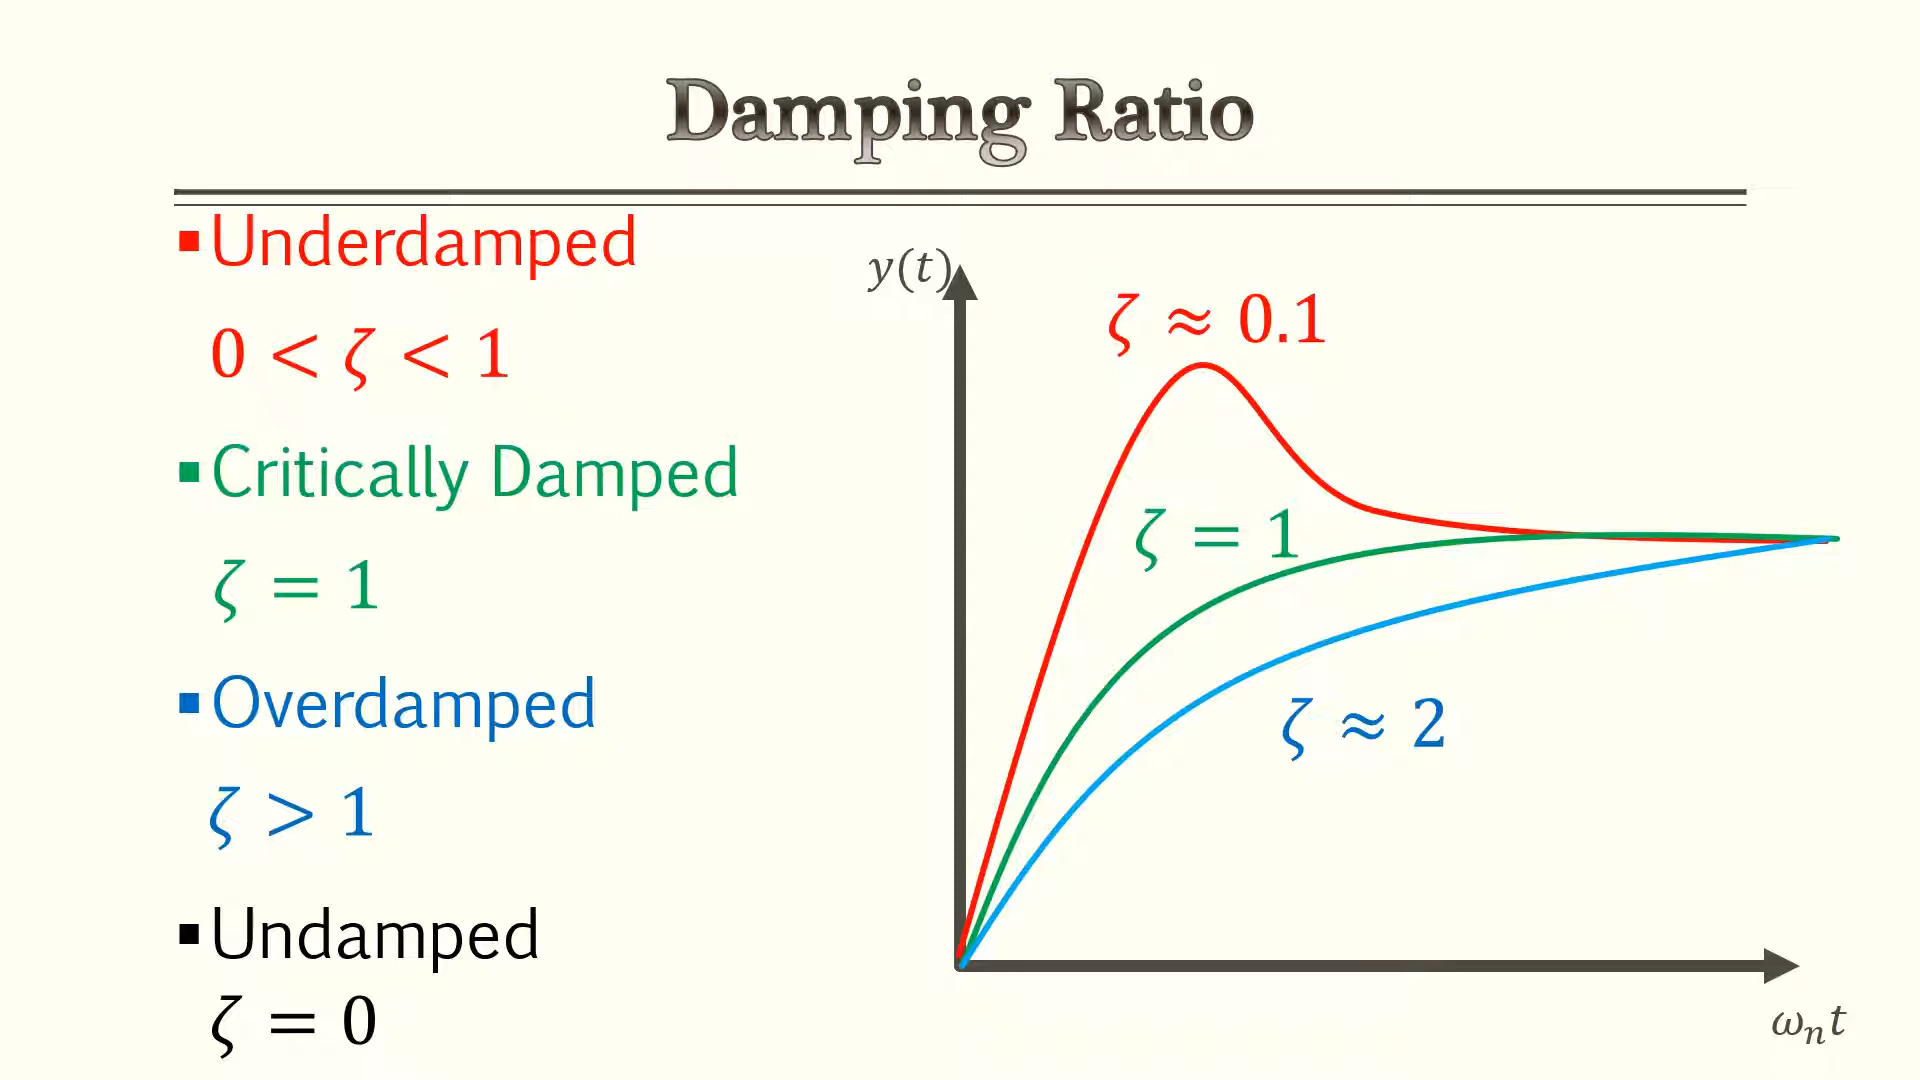 Damping Ratio
▪Underdamped
0 < ζ < 1
▪Critically Damped
ζ = 1
▪Overdamped
ζ > 1
▪Undamped
ζ = 0
y(t)
ζ ≈ 0.1
ζ = 1
ζ ≈ 2
ωₙt